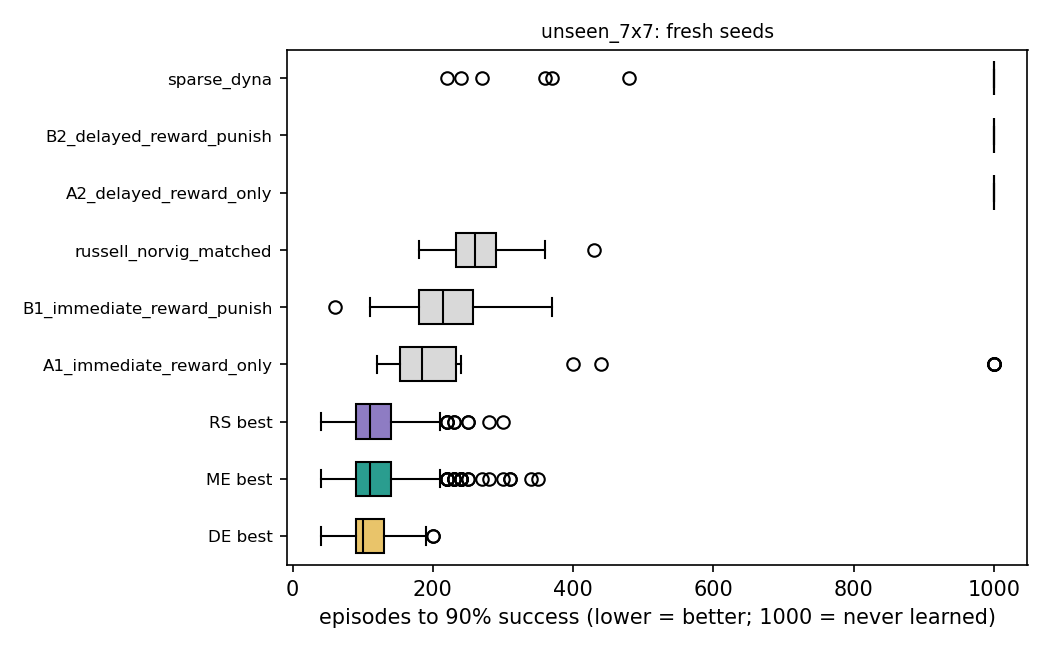 unseen_7x7: fresh seeds
sparse_dyna
B2_delayed_reward_punish
A2_delayed_reward_only
russell_norvig_matched
B1_immediate_reward_punish
A1_immediate_reward_only
RS best
ME best
DE best
0 200 400 600 800 1000
episodes to 90% success (lower = better; 1000 = never learned)